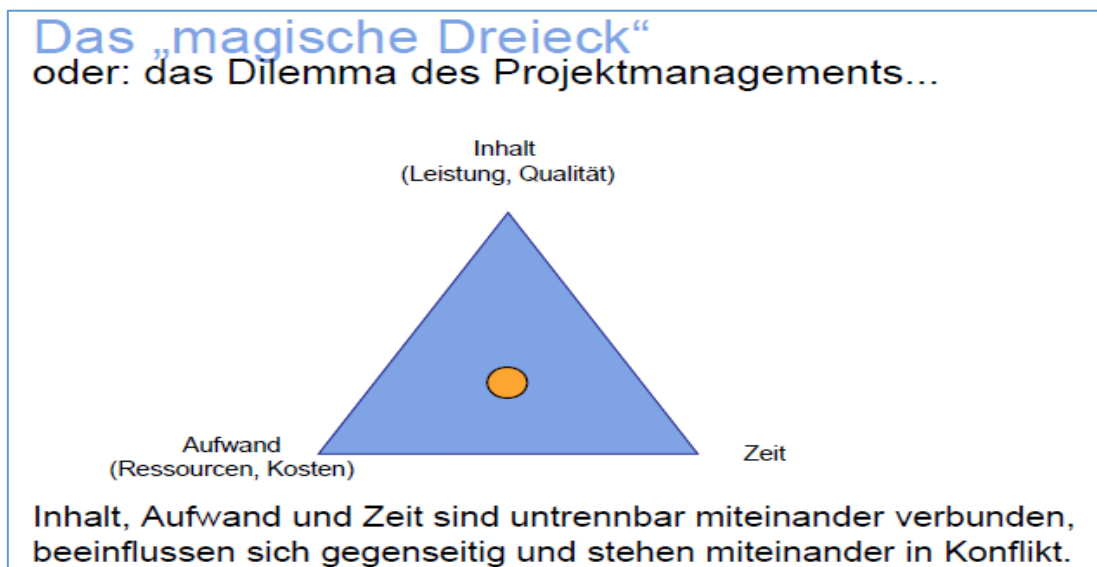 Das „magische Dreieck“
oder: das Dilemma des Projektmanagements...
Inhalt
(Leistung, Qualität)
Aufwand
(Ressourcen, Kosten)
Zeit
Inhalt, Aufwand und Zeit sind untrennbar miteinander verbunden,
beeinflussen sich gegenseitig und stehen miteinander in Konflikt.